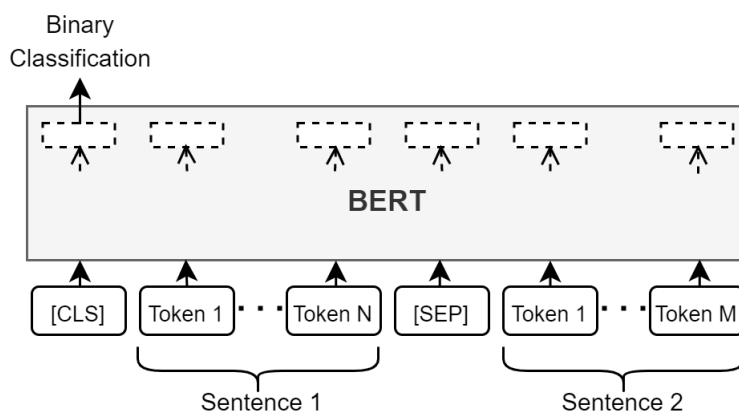 Binary
Classification
BERT
[CLS] Token 1 ··· Token N [SEP] Token 1 ··· Token M
Sentence 1 Sentence 2